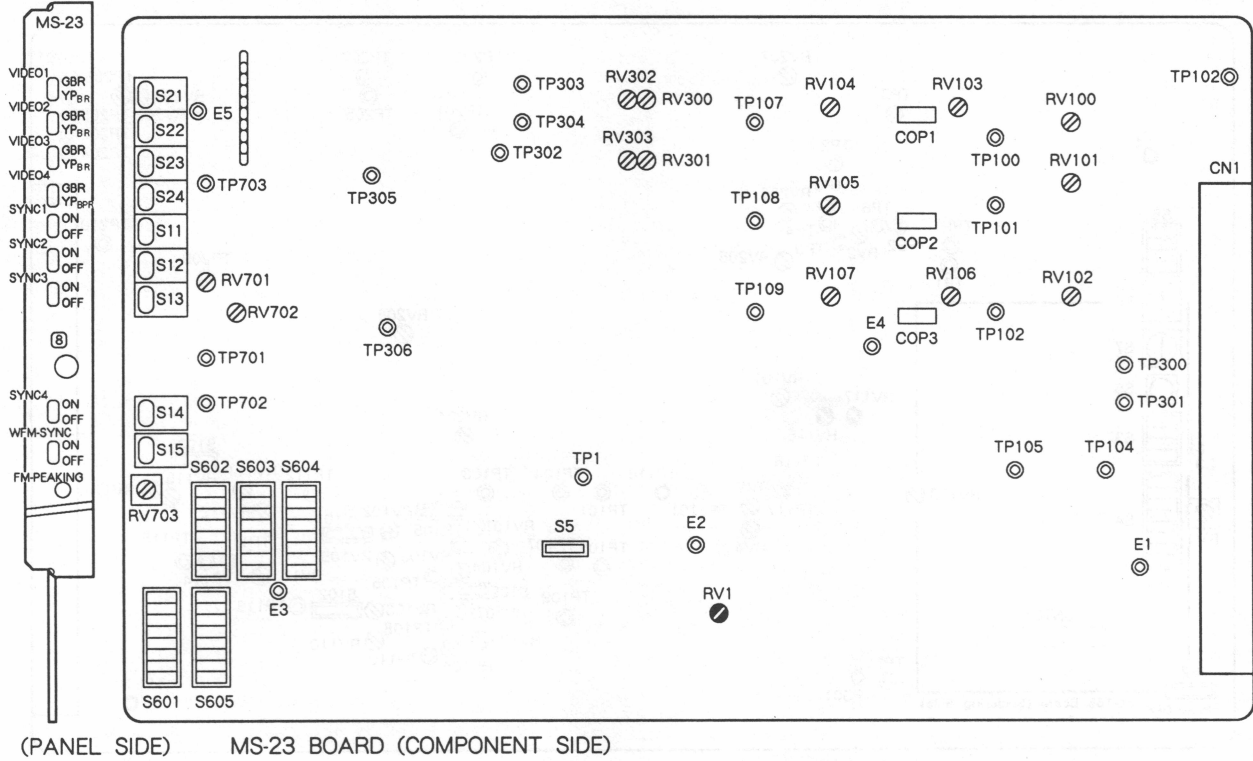 MS-23
VIDEO1
GBR
YPBR
VIDEO2
GBR
YPBR
VIDEO3
GBR
YPBR
VIDEO4
GBR
YPBPR
SYNC1
ON
OFF
SYNC2
ON
OFF
SYNC3
ON
OFF
8
SYNC4
ON
OFF
WFM-SYNC
ON
OFF
FM-PEAKING
S21
S22
S23
S24
S11
S12
S13
S14
S15
RV703
E5
TP703
RV701
RV702
TP701
TP702
S602 S603 S604
E3
S601 S605
TP305
TP306
TP303
TP304
TP302
RV302
RV300
RV303
RV301
TP107
TP108
TP109
RV104
RV105
RV107
COP1
COP2
COP3
RV103
RV106
E4
TP100
TP101
TP102
RV100
RV101
RV102
TP102
CN1
TP300
TP301
TP105
TP104
E1
TP1
S5
E2
RV1
(PANEL SIDE) MS-23 BOARD (COMPONENT SIDE)